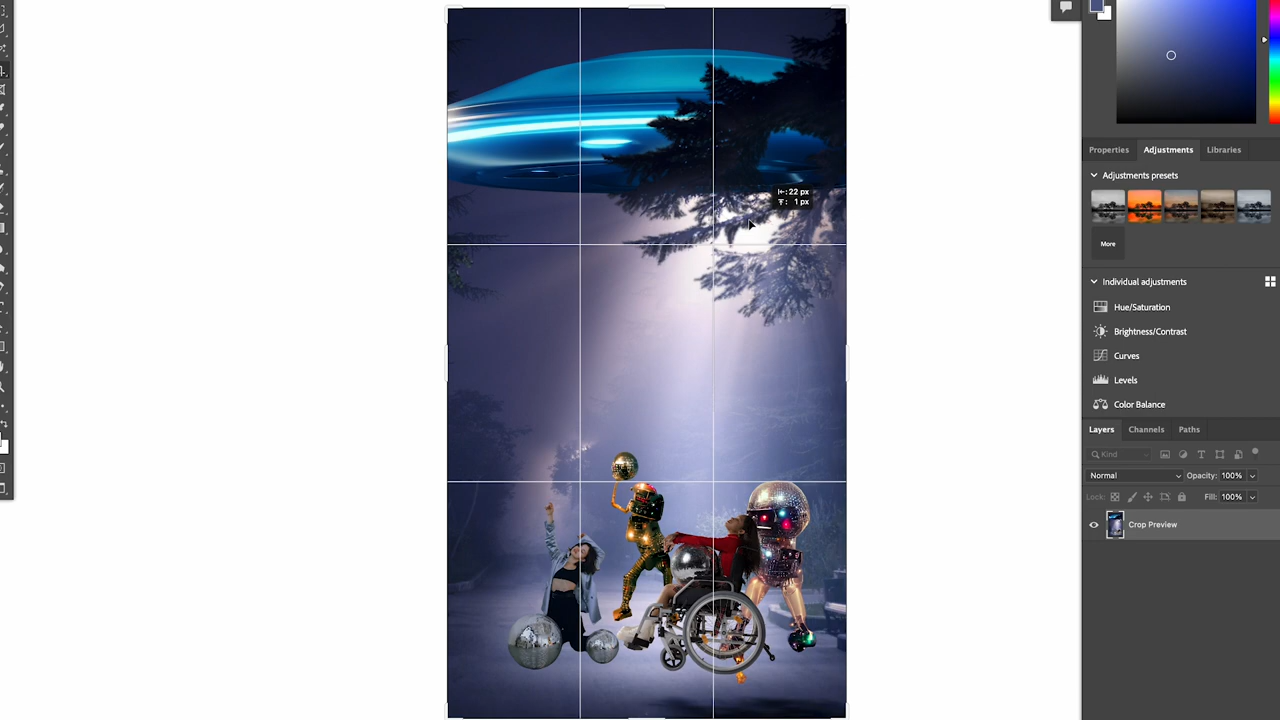 Properties
Adjustments
Libraries
Adjustments presets
More
Individual adjustments
Hue/Saturation
Brightness/Contrast
Curves
Levels
Color Balance
Layers
Channels
Paths
Kind
Normal
Opacity: 100%
Lock:
Fill: 100%
Crop Preview
: 22 px
: 1 px